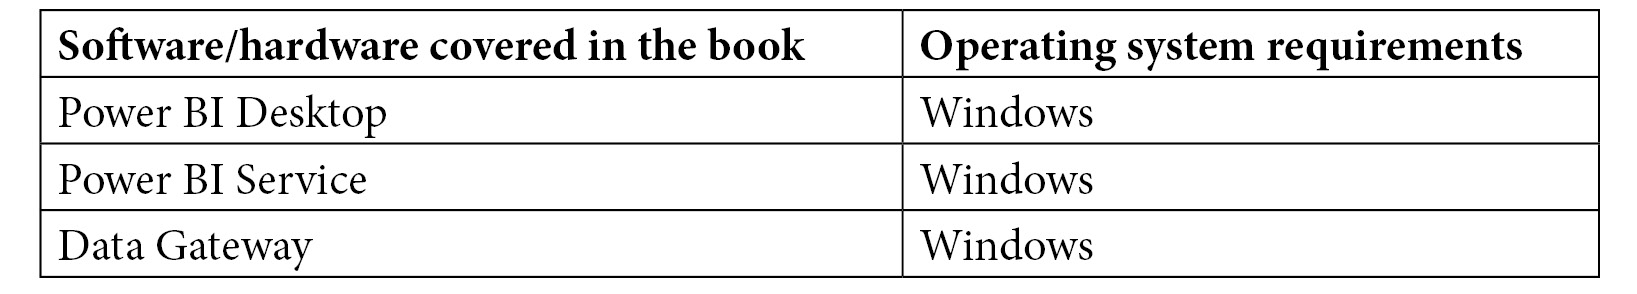 Software/hardware covered in the book Operating system requirements
Power BI Desktop Windows
Power BI Service Windows
Data Gateway Windows